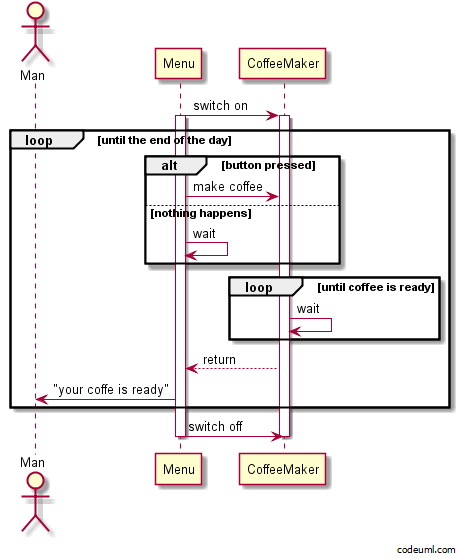 Man
Menu
CoffeeMaker
switch on
loop
[until the end of the day]
alt
[button pressed]
make coffee
[nothing happens]
wait
loop
[until coffee is ready]
wait
return
"your coffe is ready"
switch off
Man
Menu
CoffeeMaker
codeuml.com